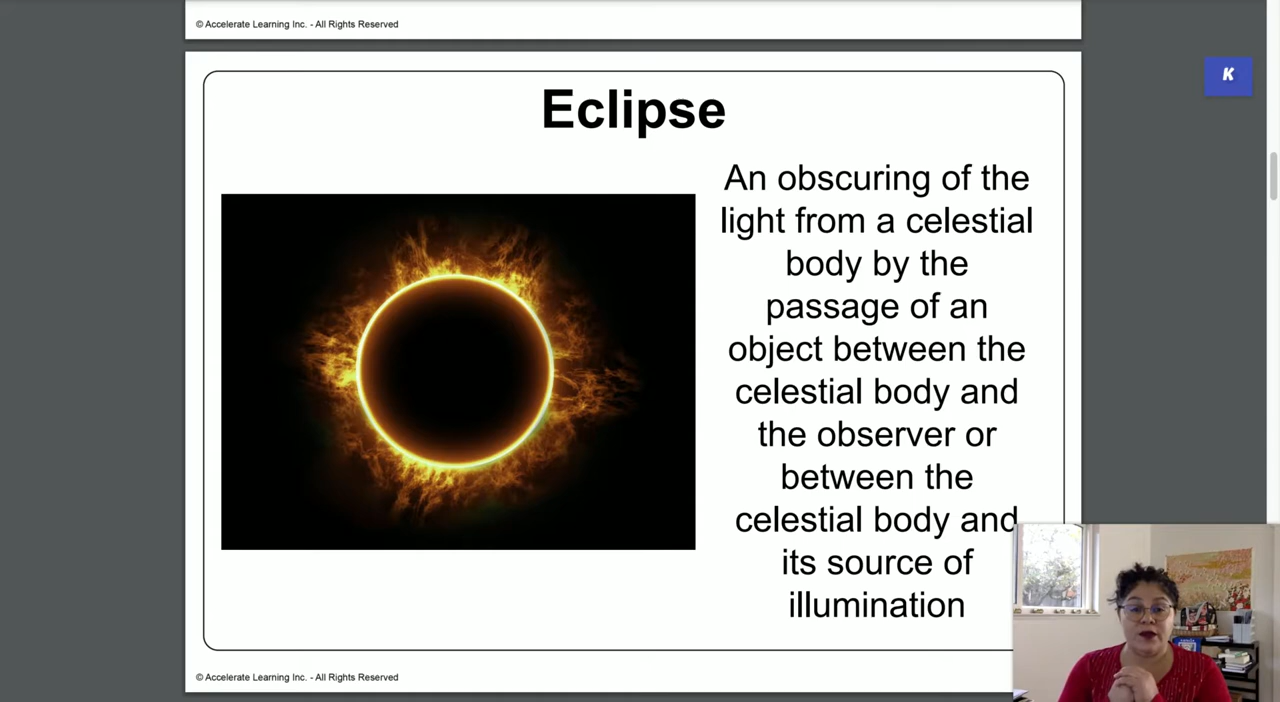 © Accelerate Learning Inc. - All Rights Reserved
K
Eclipse
An obscuring of the
light from a celestial
body by the
passage of an
object between the
celestial body and
the observer or
between the
celestial body and
its source of
illumination
© Accelerate Learning Inc. - All Rights Reserved